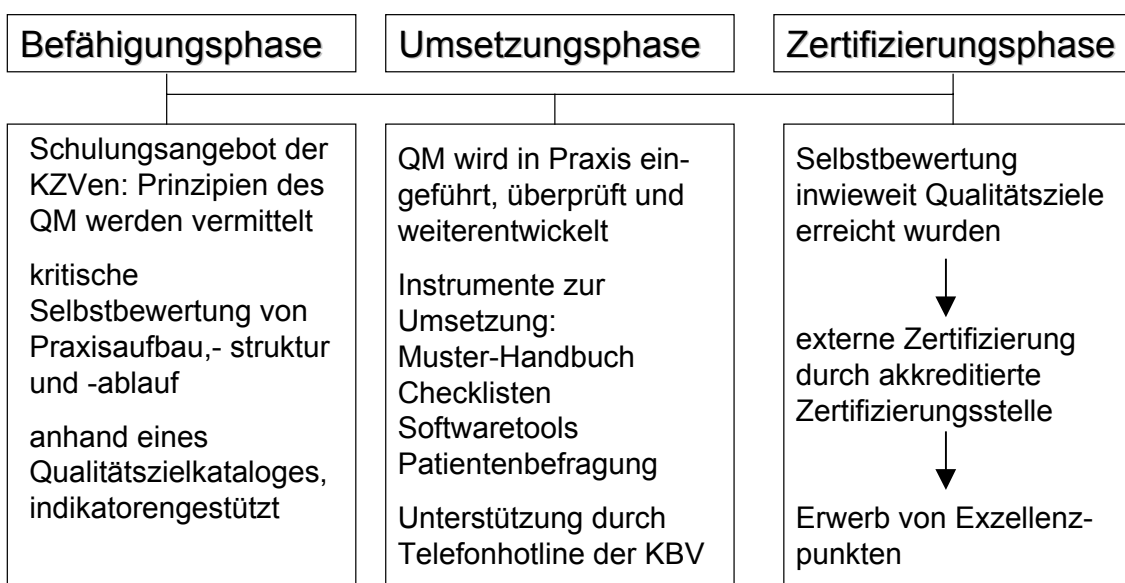 Befähigungsphase
Umsetzungsphase
Zertifizierungsphase
Schulungsangebot der
KZVen: Prinzipien des
QM werden vermittelt
kritische
Selbstbewertung von
Praxisaufbau,- struktur
und -ablauf
anhand eines
Qualitätszielkataloges,
indikatorengestützt
QM wird in Praxis ein-
geführt, überprüft und
weiterentwickelt
Instrumente zur
Umsetzung:
Muster-Handbuch
Checklisten
Softwaretools
Patientenbefragung
Unterstützung durch
Telefonhotline der KBV
Selbstbewertung
inwieweit Qualitätsziele
erreicht wurden
externe Zertifizierung
durch akkreditierte
Zertifizierungsstelle
Erwerb von Exzellenz-
punkten